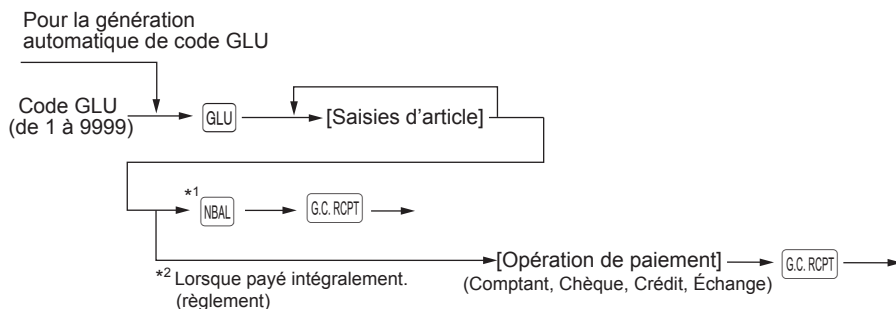 Pour la génération
automatique de code GLU
Code GLU
(de 1 à 9999)
GLU
[Saisies d’article]
*1
NBAL
G.C. RCPT
*2 Lorsque payé intégralement.
(règlement)
[Opération de paiement]
(Comptant, Chèque, Crédit, Échange)
G.C. RCPT